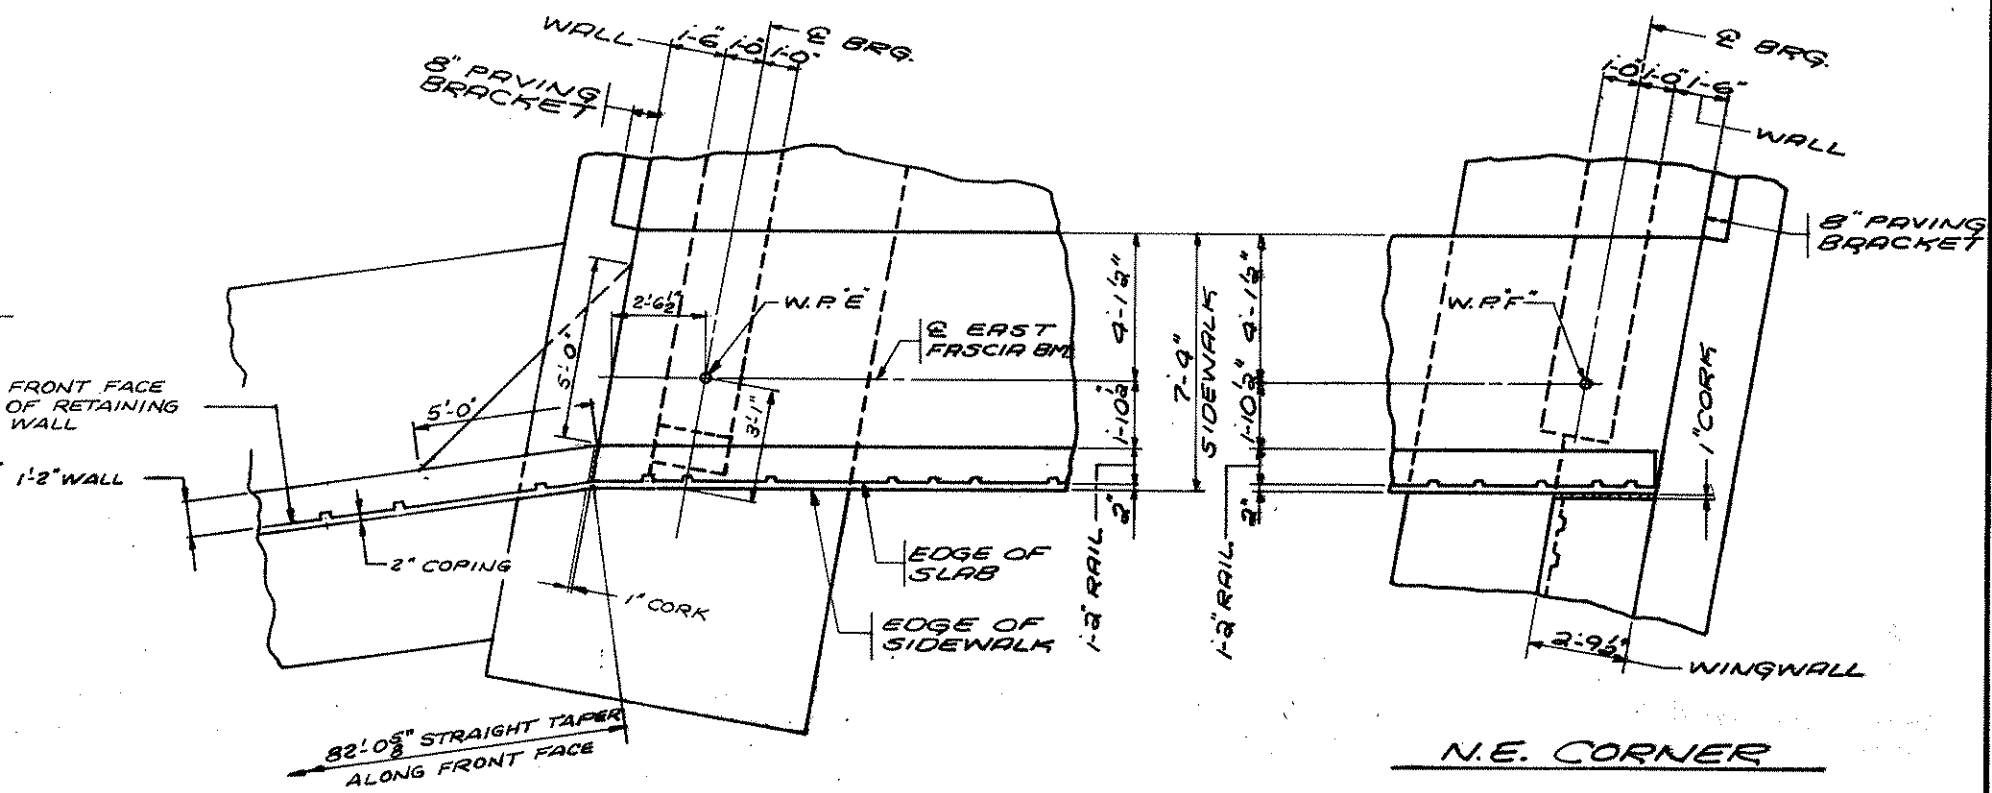 WALL
1'-6" 1'-0" 1'-0"
℄ BRG.
8" PAVING
BRACKET
2'-6½"
W.P. "E"
℄ EAST
FASCIA BM.
5'-0"
5'-0"
3'-1"
FRONT FACE
OF RETAINING
WALL
1'-2" WALL
2" COPING
1" CORK
EDGE OF
SLAB
EDGE OF
SIDEWALK
82'-0⅝" STRAIGHT TAPER
ALONG FRONT FACE
4'-1½"
1'-10½"
2"
1'-2" RAIL
7'-4"
SIDEWALK
4'-1½"
1'-10½"
2"
1'-2" RAIL
℄ BRG.
1'-0" 1'-0" 1'-6"
WALL
8" PAVING
BRACKET
W.P. "F"
1" CORK
2'-9½"
WINGWALL
N.E. CORNER